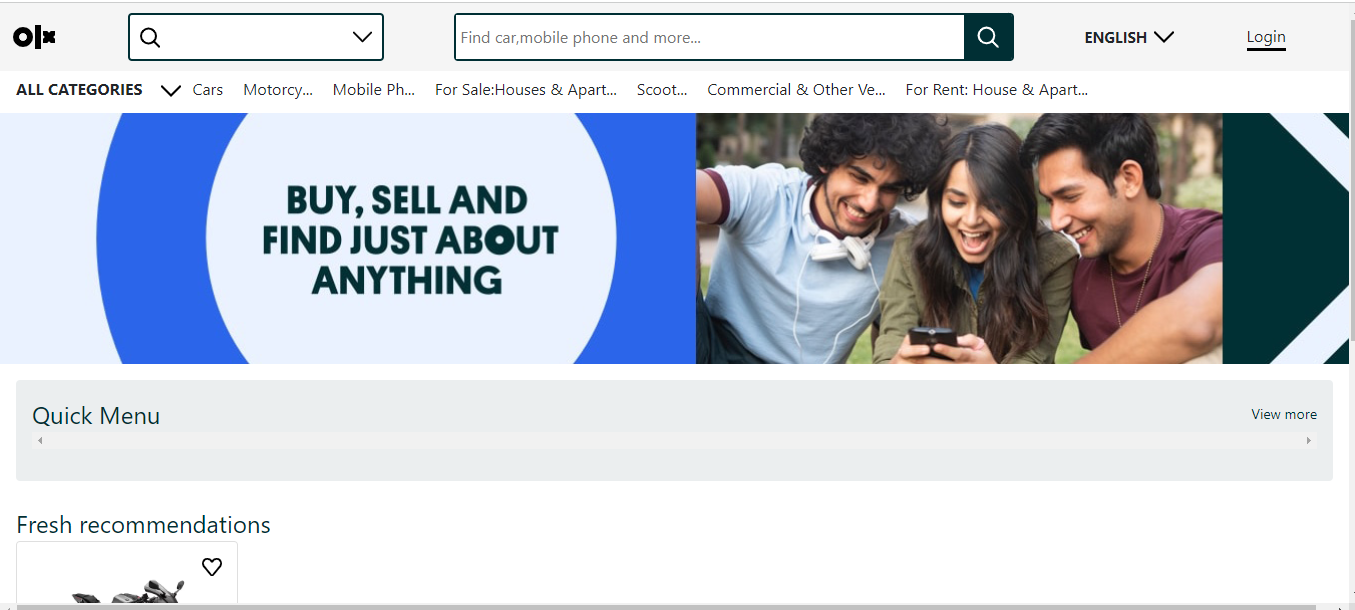 olx
Find car,mobile phone and more...
ENGLISH
Login
ALL CATEGORIES
Cars
Motorcy...
Mobile Ph...
For Sale:Houses & Apart...
Scoot...
Commercial & Other Ve...
For Rent: House & Apart...
BUY, SELL AND
FIND JUST ABOUT
ANYTHING
Quick Menu
View more
Fresh recommendations